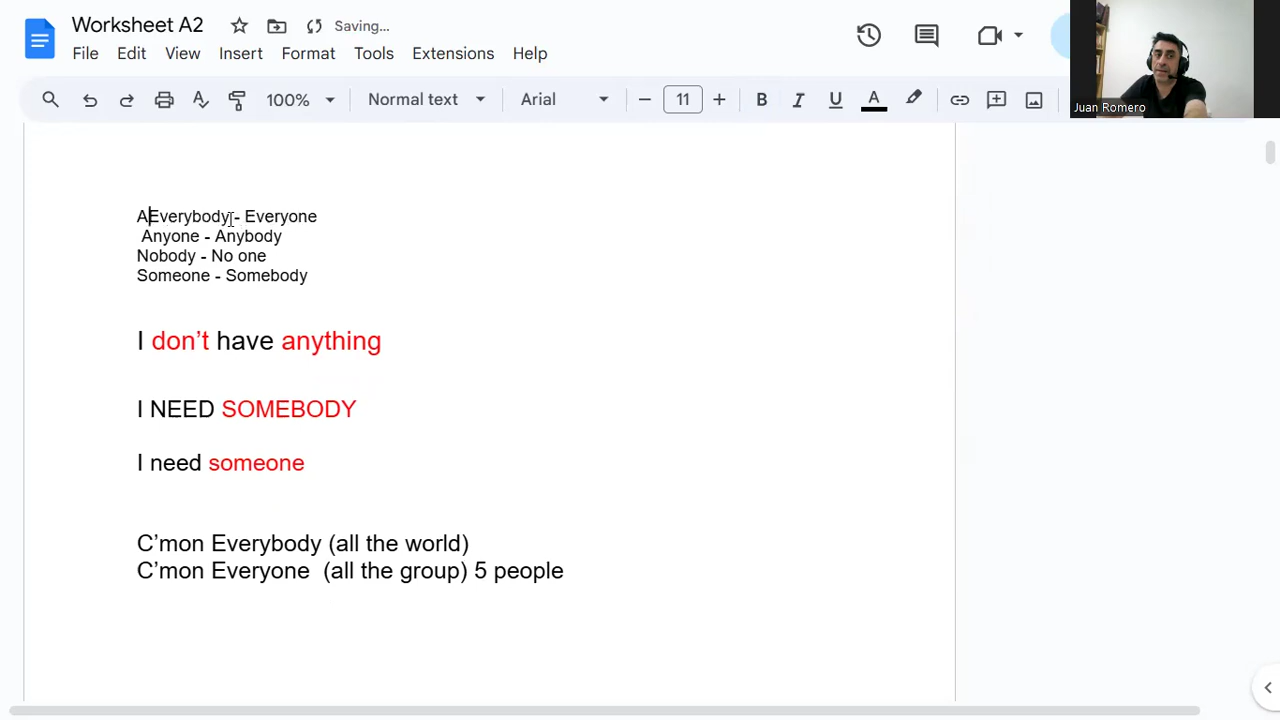 Worksheet A2 Saving...
File Edit View Insert Format Tools Extensions Help
100% Normal text Arial 11 B I U A
Juan Romero
AEverybody - Everyone
Anyone - Anybody
Nobody - No one
Someone - Somebody
I don’t have anything
I NEED SOMEBODY
I need someone
C’mon Everybody (all the world)
C’mon Everyone (all the group) 5 people